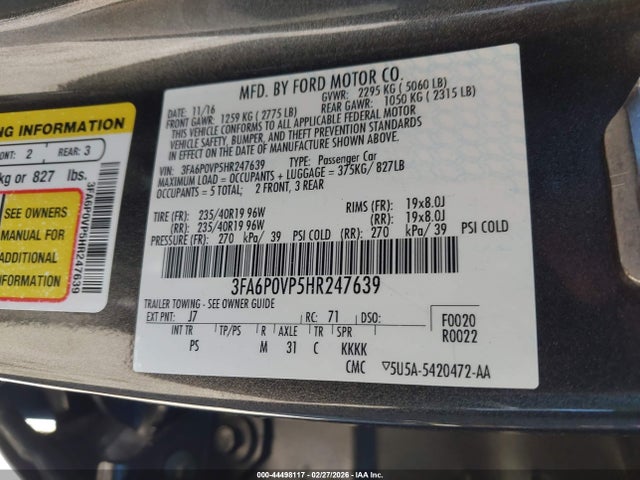 NG INFORMATION
ONT: 2 REAR: 3
kg or 827 lbs.
SEE OWNERS
MANUAL FOR
ADDITIONAL
INFORMATION
3FA6P0VP5HR247639
MFD. BY FORD MOTOR CO.
DATE: 11/16 GVWR: 2295 KG ( 5060 LB)
FRONT GAWR: 1259 KG ( 2775 LB) REAR GAWR: 1050 KG ( 2315 LB)
THIS VEHICLE CONFORMS TO ALL APPLICABLE FEDERAL MOTOR
VEHICLE SAFETY, BUMPER, AND THEFT PREVENTION STANDARDS
IN EFFECT ON THE DATE OF MANUFACTURE SHOWN ABOVE.
VIN: 3FA6P0VP5HR247639 TYPE: Passenger Car
MAXIMUM LOAD = OCCUPANTS + LUGGAGE = 375KG/ 827LB
OCCUPANTS = 5 TOTAL; 2 FRONT, 3 REAR
TIRE (FR): 235/40R19 96W RIMS (FR): 19x8.0J
(RR): 235/40R19 96W (RR): 19x8.0J
PRESSURE (FR): 270 kPa/ 39 PSI COLD (RR): 270 kPa/ 39 PSI COLD
3FA6P0VP5HR247639
TRAILER TOWING - SEE OWNER GUIDE
EXT PNT: J7 RC: 71 DSO: F0020
INT TR TP/PS R AXLE TR SPR R0022
PS M 31 C KKKK
CMC ▽5U5A-5420472-AA
000-44498117 - 02/27/2026 - IAA Inc.